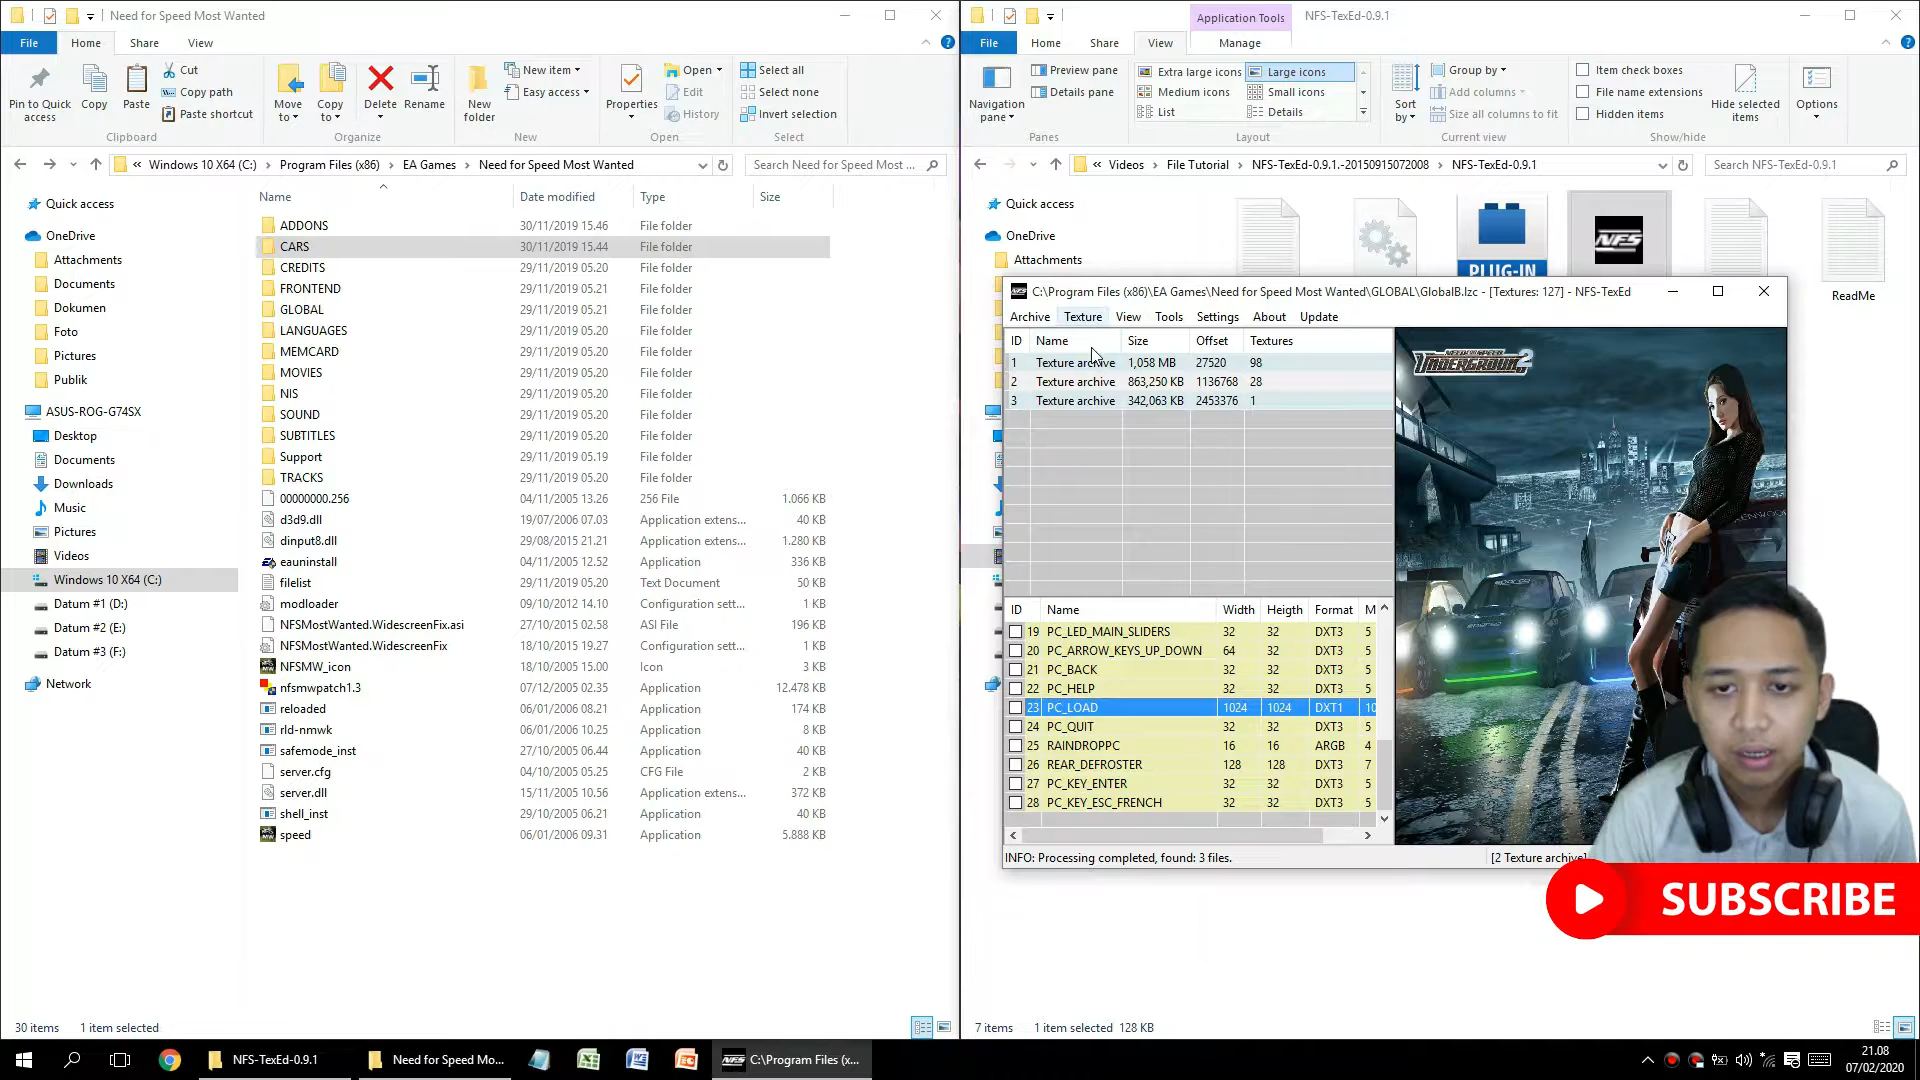 Need for Speed Most Wanted
File
Home
Share
View
Pin to Quick access
Copy
Paste
Cut
Copy path
Paste shortcut
Clipboard
Move to
Copy to
Delete
Rename
Organize
New folder
New item
Easy access
New
Properties
Open
Edit
History
Open
Select all
Select none
Invert selection
Select
« Windows 10 X64 (C:) > Program Files (x86) > EA Games > Need for Speed Most Wanted
Search Need for Speed Most ...
Quick access
OneDrive
Attachments
Documents
Dokumen
Foto
Pictures
Publik
ASUS-ROG-G74SX
Desktop
Documents
Downloads
Music
Pictures
Videos
Windows 10 X64 (C:)
Datum #1 (D:)
Datum #2 (E:)
Datum #3 (F:)
Network
Name Date modified Type Size
ADDONS 30/11/2019 15.46 File folder
CARS 30/11/2019 15.44 File folder
CREDITS 29/11/2019 05.20 File folder
FRONTEND 29/11/2019 05.21 File folder
GLOBAL 29/11/2019 05.21 File folder
LANGUAGES 29/11/2019 05.20 File folder
MEMCARD 29/11/2019 05.20 File folder
MOVIES 29/11/2019 05.21 File folder
NIS 29/11/2019 05.20 File folder
SOUND 29/11/2019 05.20 File folder
SUBTITLES 29/11/2019 05.20 File folder
Support 29/11/2019 05.19 File folder
TRACKS 29/11/2019 05.20 File folder
00000000.256 04/11/2005 13.26 256 File 1.066 KB
d3d9.dll 19/07/2006 07.03 Application extens... 40 KB
dinput8.dll 29/08/2015 21.21 Application extens... 1.280 KB
eauninstall 04/11/2005 12.52 Application 336 KB
filelist 29/11/2019 05.20 Text Document 50 KB
modloader 09/10/2012 14.10 Configuration sett... 1 KB
NFSMostWanted.WidescreenFix.asi 27/10/2015 02.58 ASI File 196 KB
NFSMostWanted.WidescreenFix 18/10/2015 19.27 Configuration sett... 1 KB
NFSMW_icon 18/10/2005 15.00 Icon 3 KB
nfsmwpatch1.3 07/12/2005 02.35 Application 12.478 KB
reloaded 06/01/2006 08.21 Application 174 KB
rld-nmwk 06/01/2006 10.25 Application 8 KB
safemode_inst 27/10/2005 06.44 Application 40 KB
server.cfg 04/10/2005 05.25 CFG File 2 KB
server.dll 15/11/2005 10.56 Application extens... 372 KB
shell_inst 29/10/2005 06.21 Application 40 KB
speed 06/01/2006 09.31 Application 5.888 KB
30 items 1 item selected
Application Tools
NFS-TexEd-0.9.1
File
Home
Share
View
Manage
Navigation pane
Preview pane
Details pane
Panes
Extra large icons
Large icons
Medium icons
Small icons
List
Details
Layout
Sort by
Group by
Add columns
Size all columns to fit
Current view
Item check boxes
File name extensions
Hidden items
Hide selected items
Show/hide
Options
« Videos > File Tutorial > NFS-TexEd-0.9.1.-20150915072008 > NFS-TexEd-0.9.1
Search NFS-TexEd-0.9.1
Quick access
OneDrive
Attachments
PLUG-IN
NFS
ReadMe
C:\Program Files (x86)\EA Games\Need for Speed Most Wanted\GLOBAL\GlobalB.lzc - [Textures: 127] - NFS-TexEd
Archive Texture View Tools Settings About Update
ID Name Size Offset Textures
1 Texture archive 1,058 MB 27520 98
2 Texture archive 863,250 KB 1136768 28
3 Texture archive 342,063 KB 2453376 1
ID Name Width Heigth Format M
19 PC_LED_MAIN_SLIDERS 32 32 DXT3 5
20 PC_ARROW_KEYS_UP_DOWN 64 32 DXT3 5
21 PC_BACK 32 32 DXT3 5
22 PC_HELP 32 32 DXT3 5
23 PC_LOAD 1024 1024 DXT1 10
24 PC_QUIT 32 32 DXT3 5
25 RAINDROPPC 16 16 ARGB 4
26 REAR_DEFROSTER 128 128 DXT3 7
27 PC_KEY_ENTER 32 32 DXT3 5
28 PC_KEY_ESC_FRENCH 32 32 DXT3 5
INFO: Processing completed, found: 3 files.
[2 Texture archive]
UNDERGROUND 2
SUBSCRIBE
7 items 1 item selected 128 KB
NFS-TexEd-0.9.1
Need for Speed Mo...
C:\Program Files (x...
21.08
07/02/2020